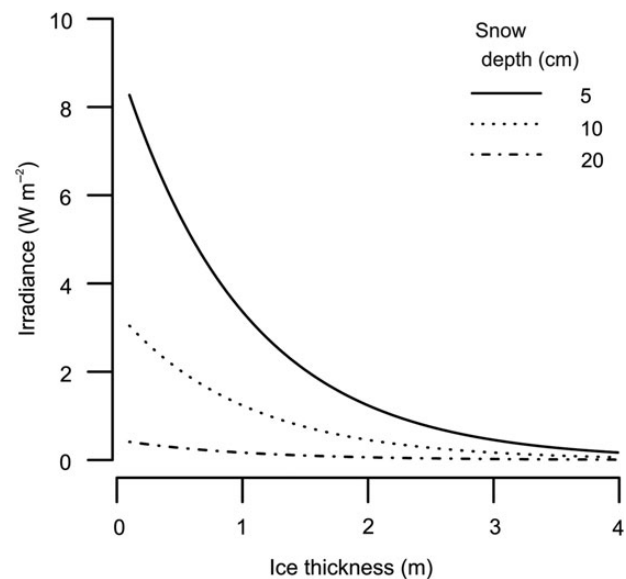 10
8
6
4
2
0
Irradiance (W m⁻²)
Snow
depth (cm)
5
10
20
0 1 2 3 4
Ice thickness (m)